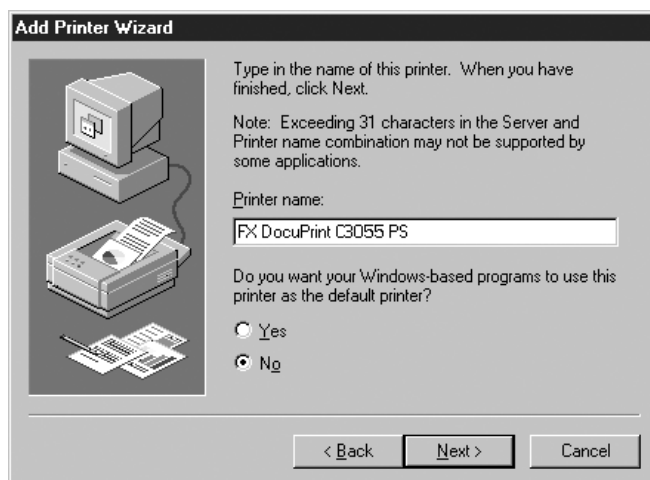 Add Printer Wizard
Type in the name of this printer. When you have
finished, click Next.
Note: Exceeding 31 characters in the Server and
Printer name combination may not be supported by
some applications.
Printer name:
FX DocuPrint C3055 PS
Do you want your Windows-based programs to use this
printer as the default printer?
Yes
No
< Back
Next >
Cancel